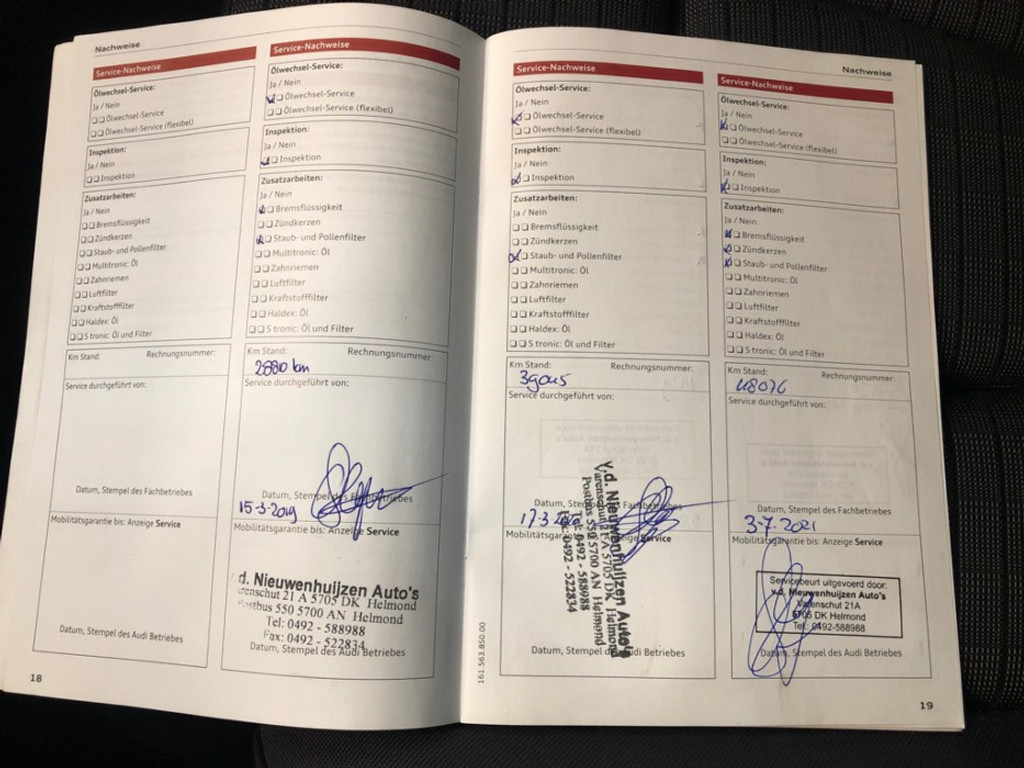 Nachweise
Service-Nachweise
Ölwechsel-Service:
Ja / Nein
Ölwechsel-Service
Ölwechsel-Service (flexibel)
Inspektion:
Ja / Nein
Inspektion
Zusatzarbeiten:
Ja / Nein
Bremsflüssigkeit
Zündkerzen
Staub- und Pollenfilter
Multitronic: Öl
Zahnriemen
Luftfilter
Kraftstofffilter
Haldex: Öl
S tronic: Öl und Filter
Km Stand: Rechnungsnummer:
Service durchgeführt von:
Datum, Stempel des Fachbetriebes
Mobilitätsgarantie bis: Anzeige Service
Datum, Stempel des Audi Betriebes
18
Service-Nachweise
Ölwechsel-Service:
Ja / Nein
Ölwechsel-Service
Ölwechsel-Service (flexibel)
Inspektion:
Ja / Nein
Inspektion
Zusatzarbeiten:
Ja / Nein
Bremsflüssigkeit
Zündkerzen
Staub- und Pollenfilter
Multitronic: Öl
Zahnriemen
Luftfilter
Kraftstofffilter
Haldex: Öl
S tronic: Öl und Filter
Km Stand: Rechnungsnummer:
km
Service durchgeführt von:
Datum, Stempel des Fachbetriebes
15-3-2019
Mobilitätsgarantie bis: Anzeige Service
.d. Nieuwenhuijzen Auto's
arenschut 21 A 5705 DK Helmond
ostbus 550 5700 AN Helmond
Tel: 0492 - 588988
Fax: 0492 - 522834
Datum, Stempel des Audi Betriebes
161.563.850.00
Nachweise
Service-Nachweise
Ölwechsel-Service:
Ja / Nein
Ölwechsel-Service
Ölwechsel-Service (flexibel)
Inspektion:
Ja / Nein
Inspektion
Zusatzarbeiten:
Ja / Nein
Bremsflüssigkeit
Zündkerzen
Staub- und Pollenfilter
Multitronic: Öl
Zahnriemen
Luftfilter
Kraftstofffilter
Haldex: Öl
S tronic: Öl und Filter
Km Stand: Rechnungsnummer:
Service durchgeführt von:
Datum, Stempel des Fachbetriebes
Mobilitätsgarantie bis: Anzeige Service
v.d. Nieuwenhuijzen Auto's
Varenschut 21 A 5705 DK Helmond
Postbus 550 5700 AN Helmond
Tel: 0492 - 588988
Fax: 0492 - 522834
Datum, Stempel des Audi Betriebes
Service-Nachweise
Ölwechsel-Service:
Ja / Nein
Ölwechsel-Service
Ölwechsel-Service (flexibel)
Inspektion:
Ja / Nein
Inspektion
Zusatzarbeiten:
Ja / Nein
Bremsflüssigkeit
Zündkerzen
Staub- und Pollenfilter
Multitronic: Öl
Zahnriemen
Luftfilter
Kraftstofffilter
Haldex: Öl
S tronic: Öl und Filter
Km Stand: Rechnungsnummer:
48076
Service durchgeführt von:
Datum, Stempel des Fachbetriebes
3-7-2021
Mobilitätsgarantie bis: Anzeige Service
Servicebeurt uitgevoerd door:
v.d. Nieuwenhuijzen Auto's
Varenschut 21A
5705 DK Helmond
Tel.: 0492-588988
Datum, Stempel des Audi Betriebes
19